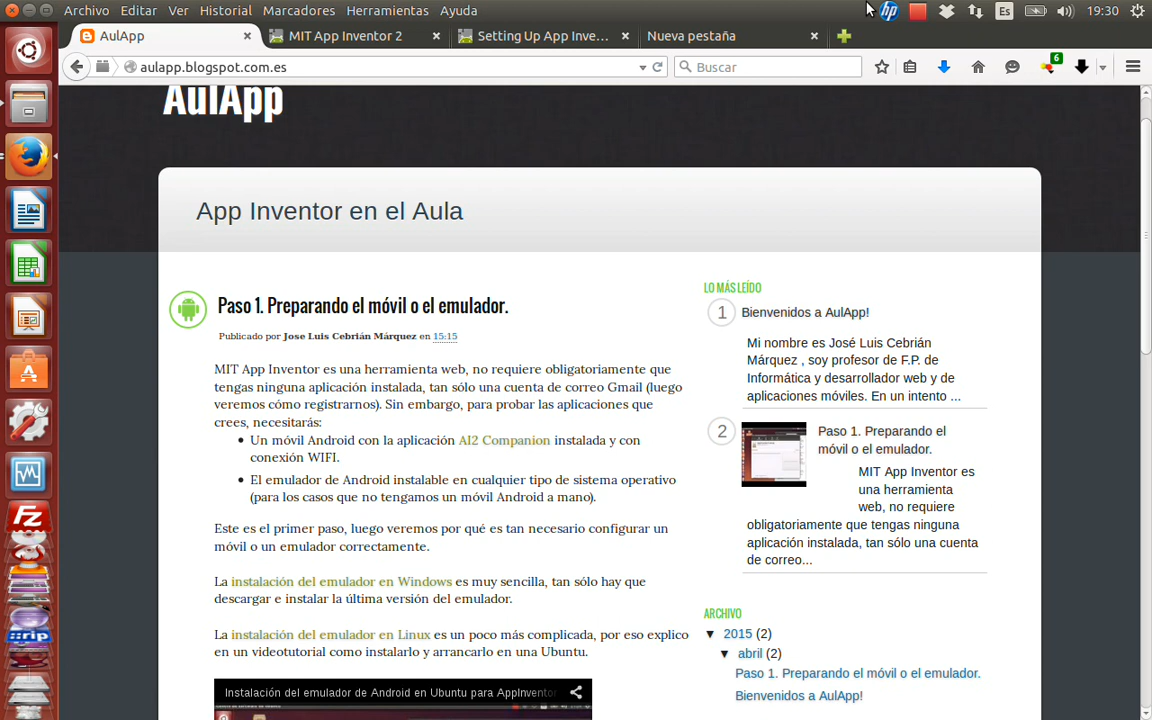 Archivo Editar Ver Historial Marcadores Herramientas Ayuda
hp Es 19:30
AulApp
MIT App Inventor 2
Setting Up App Inve...
Nueva pestaña
aulapp.blogspot.com.es
Buscar
6
AulApp
App Inventor en el Aula
Paso 1. Preparando el móvil o el emulador.
Publicado por Jose Luis Cebrián Márquez en 15:15
MIT App Inventor es una herramienta web, no requiere obligatoriamente que
tengas ninguna aplicación instalada, tan sólo una cuenta de correo Gmail (luego
veremos cómo registrarnos). Sin embargo, para probar las aplicaciones que
crees, necesitarás:
Un móvil Android con la aplicación AI2 Companion instalada y con
conexión WIFI.
El emulador de Android instalable en cualquier tipo de sistema operativo
(para los casos que no tengamos un móvil Android a mano).
Este es el primer paso, luego veremos por qué es tan necesario configurar un
móvil o un emulador correctamente.
La instalación del emulador en Windows es muy sencilla, tan sólo hay que
descargar e instalar la última versión del emulador.
La instalación del emulador en Linux es un poco más complicada, por eso explico
en un videotutorial como instalarlo y arrancarlo en una Ubuntu.
Instalación del emulador de Android en Ubuntu para AppInventor
LO MÁS LEÍDO
1 Bienvenidos a AulApp!
Mi nombre es José Luis Cebrián
Márquez , soy profesor de F.P. de
Informática y desarrollador web y de
aplicaciones móviles. En un intento ...
2 Paso 1. Preparando el
móvil o el emulador.
MIT App Inventor es
una herramienta
web, no requiere
obligatoriamente que tengas ninguna
aplicación instalada, tan sólo una cuenta
de correo...
ARCHIVO
▼ 2015 (2)
▼ abril (2)
Paso 1. Preparando el móvil o el emulador.
Bienvenidos a AulApp!
Fz
::rip